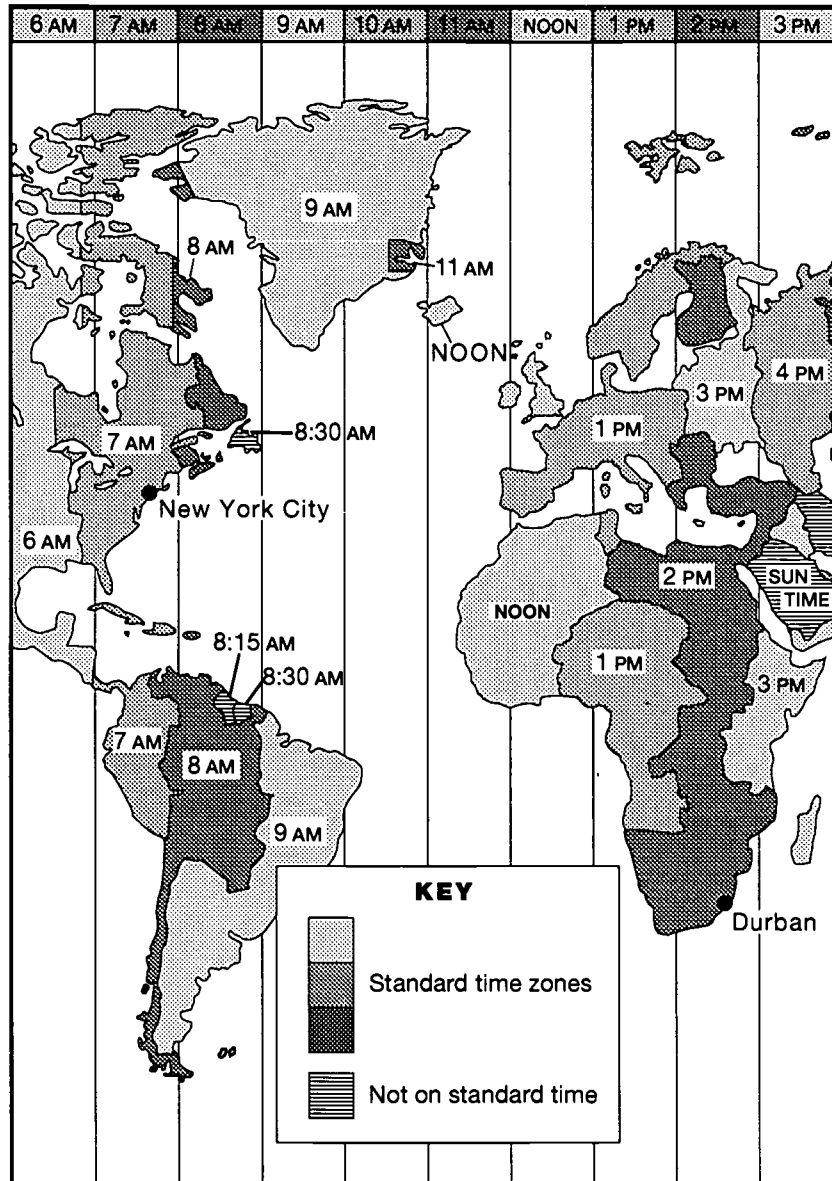 6 AM 7 AM 8 AM 9 AM 10 AM 11 AM NOON 1 PM 2 PM 3 PM
9 AM
8 AM
11 AM
NOON
4 PM
3 PM
8:30 AM
7 AM
1 PM
New York City
6 AM
2 PM
SUN
TIME
NOON
8:15 AM
8:30 AM
1 PM
3 PM
7 AM
8 AM
9 AM
KEY
Durban
Standard time zones
Not on standard time